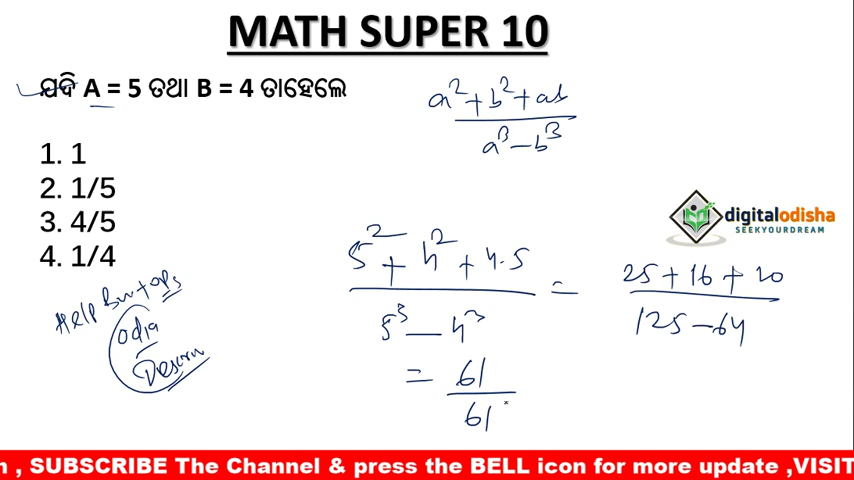 MATH SUPER 10
ଯଦି A = 5 ତଥା B = 4 ତାହେଲେ
a² + b² + ab
a³ − b³
1. 1
2. 1/5
3. 4/5
4. 1/4
digitalodisha
SEEKYOURDREAM
5² + 4² + 4.5 = 25 + 16 + 20
5³ − 4³ 125 − 64
= 61
61
Help
odia
, SUBSCRIBE The Channel & press the BELL icon for more update ,VISIT